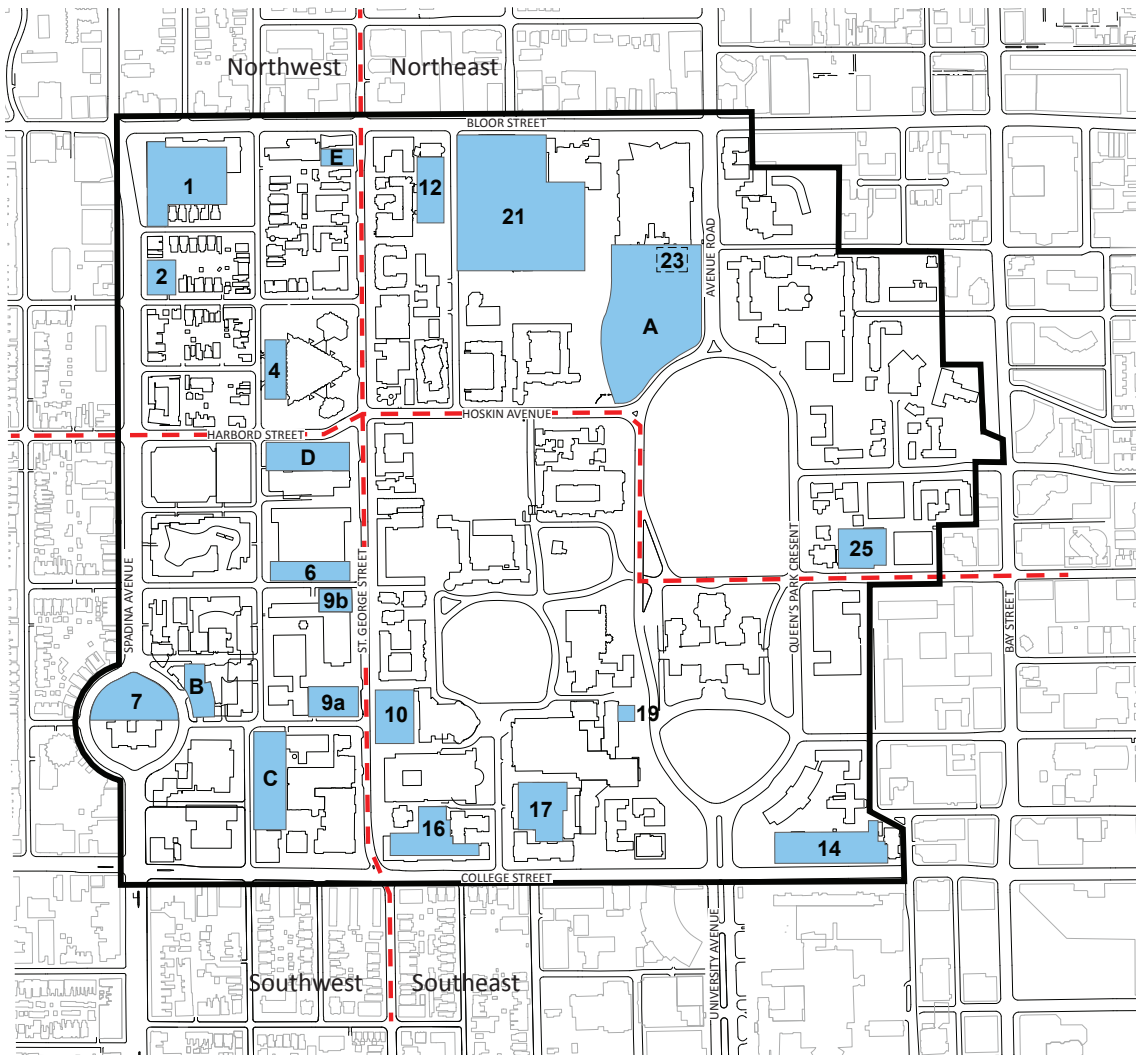 Northwest
Northeast
BLOOR STREET
E
1
12
21
AVENUE ROAD
23
2
A
4
HOSKIN AVENUE
HARBORD STREET
D
SPADINA AVENUE
ST. GEORGE STREET
QUEEN'S PARK CRESENT
25
6
9b
BAY STREET
B
7
9a
10
19
C
17
16
14
COLLEGE STREET
UNIVERSITY AVENUE
Southwest
Southeast